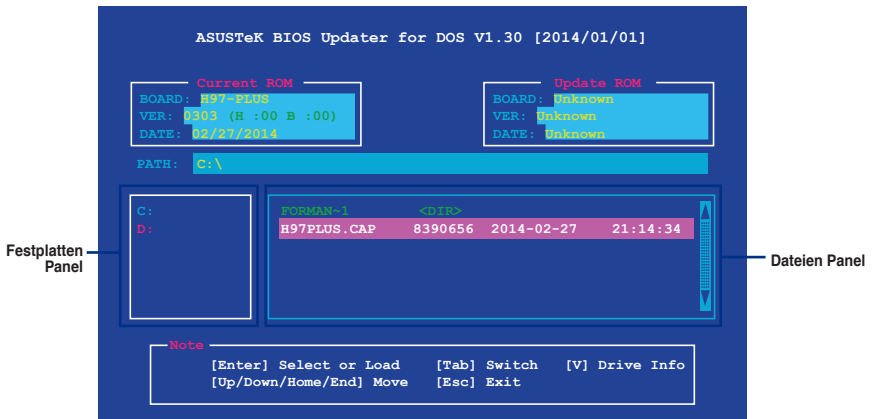 ASUSTeK BIOS Updater for DOS V1.30 [2014/01/01]
Current ROM
BOARD: H97-PLUS
VER: 0303 (H :00 B :00)
DATE: 02/27/2014
Update ROM
BOARD: Unknown
VER: Unknown
DATE: Unknown
PATH: C:\
C:
D:
FORMAN~1 <DIR>
H97PLUS.CAP 8390656 2014-02-27 21:14:34
Festplatten
Panel
Dateien Panel
Note
[Enter] Select or Load [Tab] Switch [V] Drive Info
[Up/Down/Home/End] Move [Esc] Exit